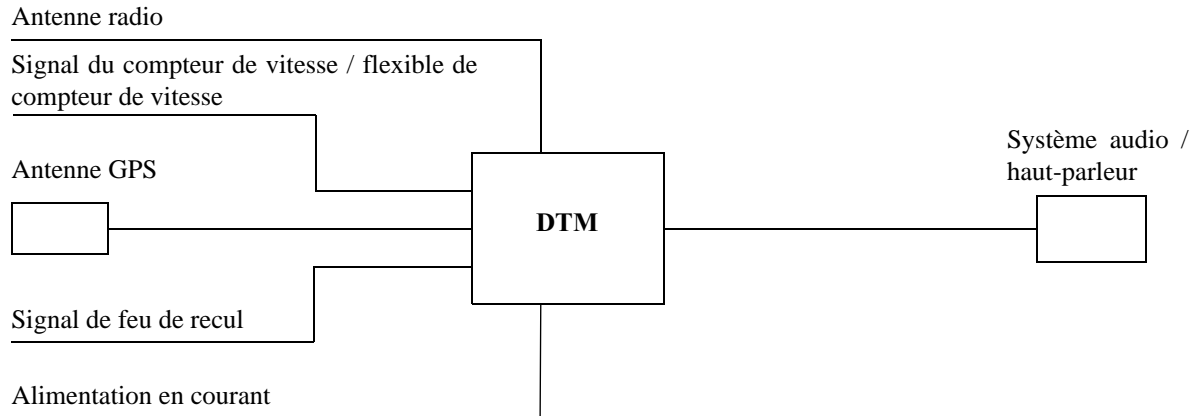 Antenne radio
Signal du compteur de vitesse / flexible de
compteur de vitesse
Système audio /
haut-parleur
Antenne GPS
DTM
Signal de feu de recul
Alimentation en courant